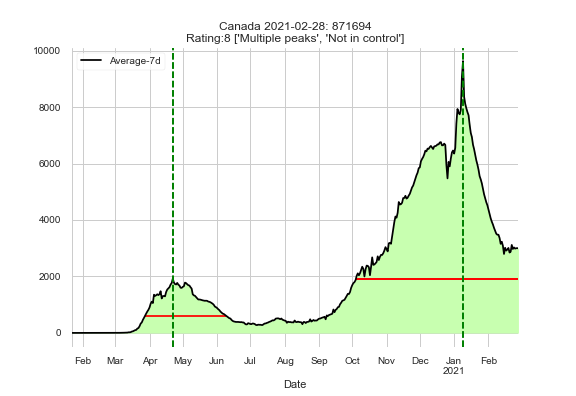 Canada 2021-02-28: 871694
Rating:8 ['Multiple peaks', 'Not in control']
Average-7d
10000
8000
6000
4000
2000
0
Feb Mar Apr May Jun Jul Aug Sep Oct Nov Dec Jan Feb
2021
Date